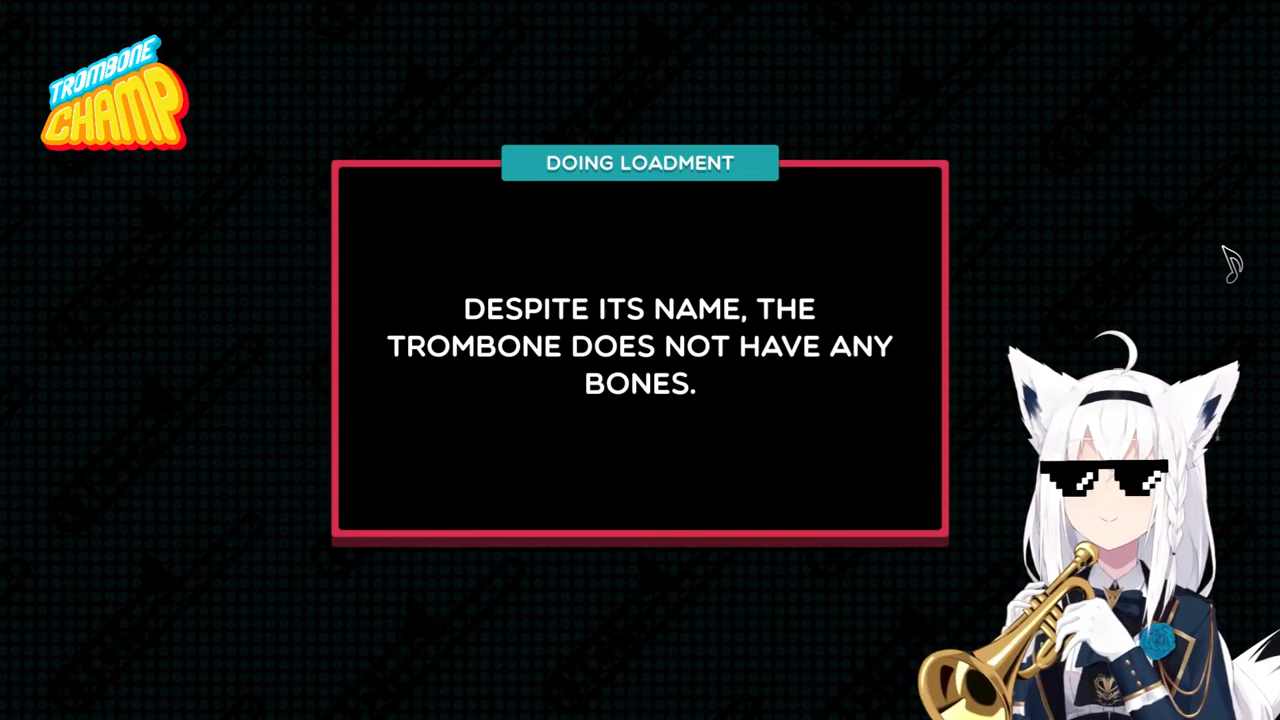 TROMBONE
CHAMP
DOING LOADMENT
DESPITE ITS NAME, THE
TROMBONE DOES NOT HAVE ANY
BONES.